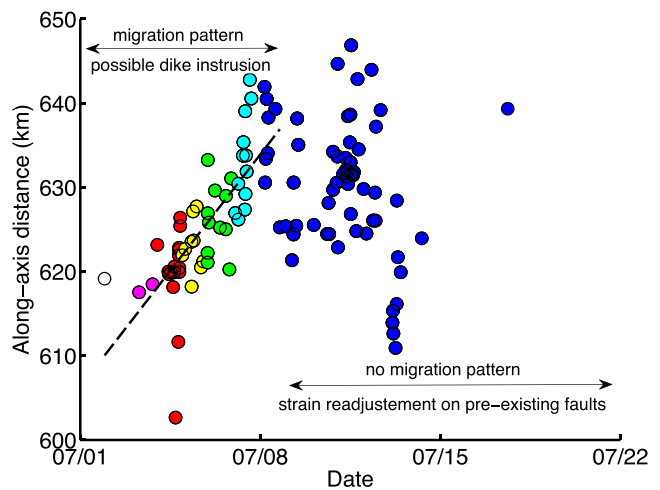 650
640
630
620
610
600
Along-axis distance (km)
migration pattern
possible dike instrusion
no migration pattern
strain readjustement on pre-existing faults
07/01
07/08
07/15
07/22
Date